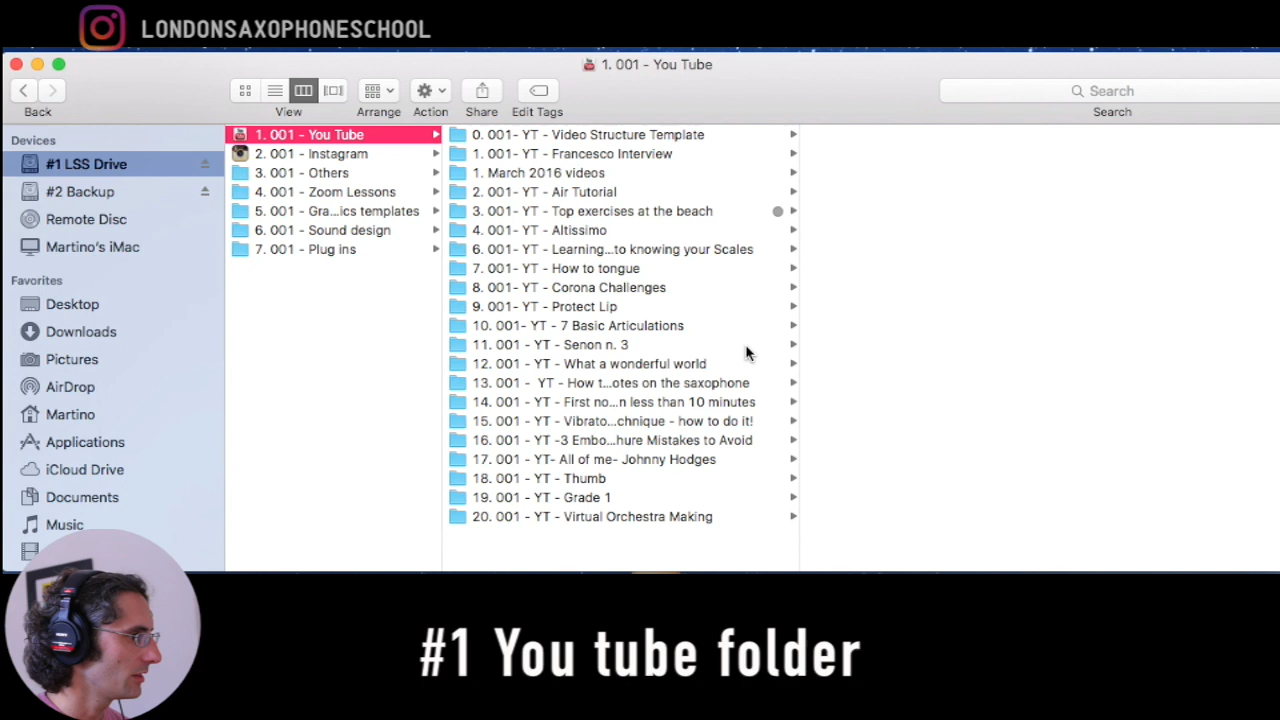 LONDONSAXOPHONESCHOOL
1. 001 - You Tube
Back
View
Arrange
Action
Share
Edit Tags
Search
Search
Devices
#1 LSS Drive
#2 Backup
Remote Disc
Martino's iMac
Favorites
Desktop
Downloads
Pictures
AirDrop
Martino
Applications
iCloud Drive
Documents
Music
1. 001 - You Tube
2. 001 - Instagram
3. 001 - Others
4. 001 - Zoom Lessons
5. 001 - Gra...ics templates
6. 001 - Sound design
7. 001 - Plug ins
0. 001- YT - Video Structure Template
1. 001- YT - Francesco Interview
1. March 2016 videos
2. 001- YT - Air Tutorial
3. 001- YT - Top exercises at the beach
4. 001- YT - Altissimo
6. 001- YT - Learning...to knowing your Scales
7. 001- YT - How to tongue
8. 001- YT - Corona Challenges
9. 001- YT - Protect Lip
10. 001- YT - 7 Basic Articulations
11. 001 - YT - Senon n. 3
12. 001 - YT - What a wonderful world
13. 001 - YT - How t...otes on the saxophone
14. 001 - YT - First no...n less than 10 minutes
15. 001 - YT - Vibrato...chnique - how to do it!
16. 001 - YT -3 Embo...hure Mistakes to Avoid
17. 001 - YT- All of me- Johnny Hodges
18. 001 - YT - Thumb
19. 001 - YT - Grade 1
20. 001 - YT - Virtual Orchestra Making
SONY
#1 You tube folder